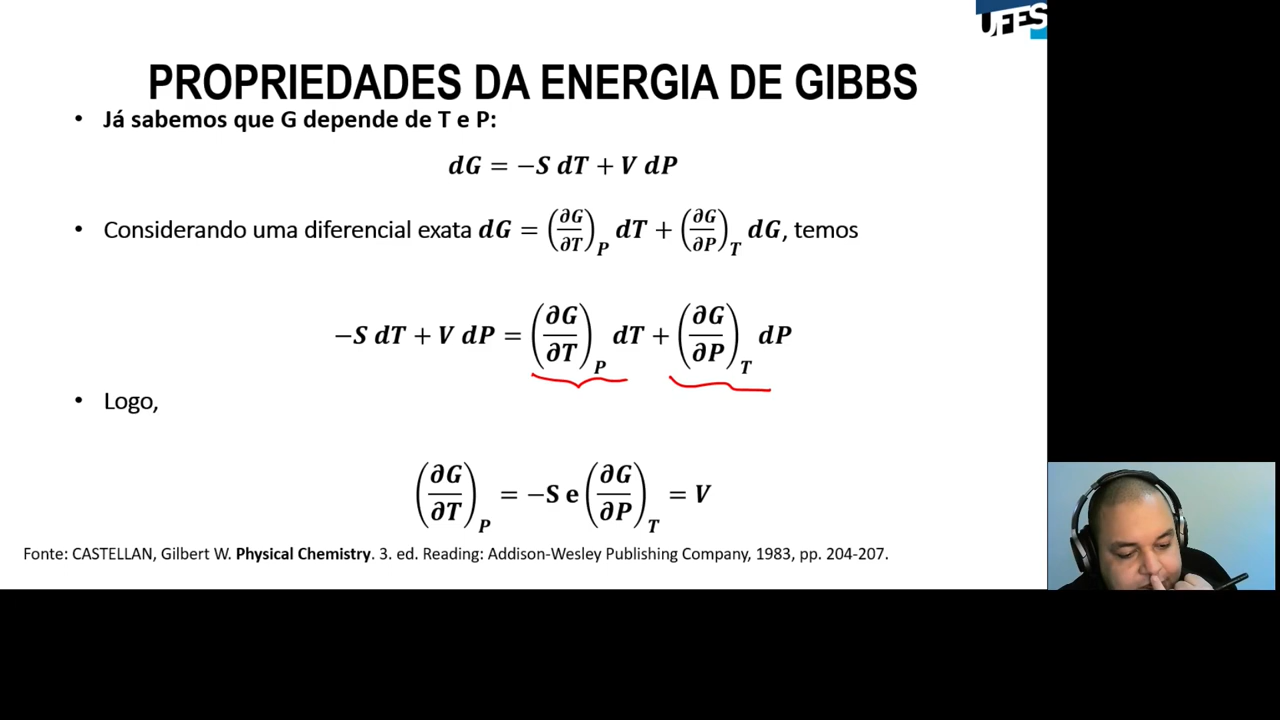 UFES
PROPRIEDADES DA ENERGIA DE GIBBS
• Já sabemos que G depende de T e P:
dG = −S dT + V dP
• Considerando uma diferencial exata dG = (∂G/∂T)_P dT + (∂G/∂P)_T dG, temos
−S dT + V dP = (∂G/∂T)_P dT + (∂G/∂P)_T dP
• Logo,
(∂G/∂T)_P = −S e (∂G/∂P)_T = V
Fonte: CASTELLAN, Gilbert W. Physical Chemistry. 3. ed. Reading: Addison-Wesley Publishing Company, 1983, pp. 204-207.